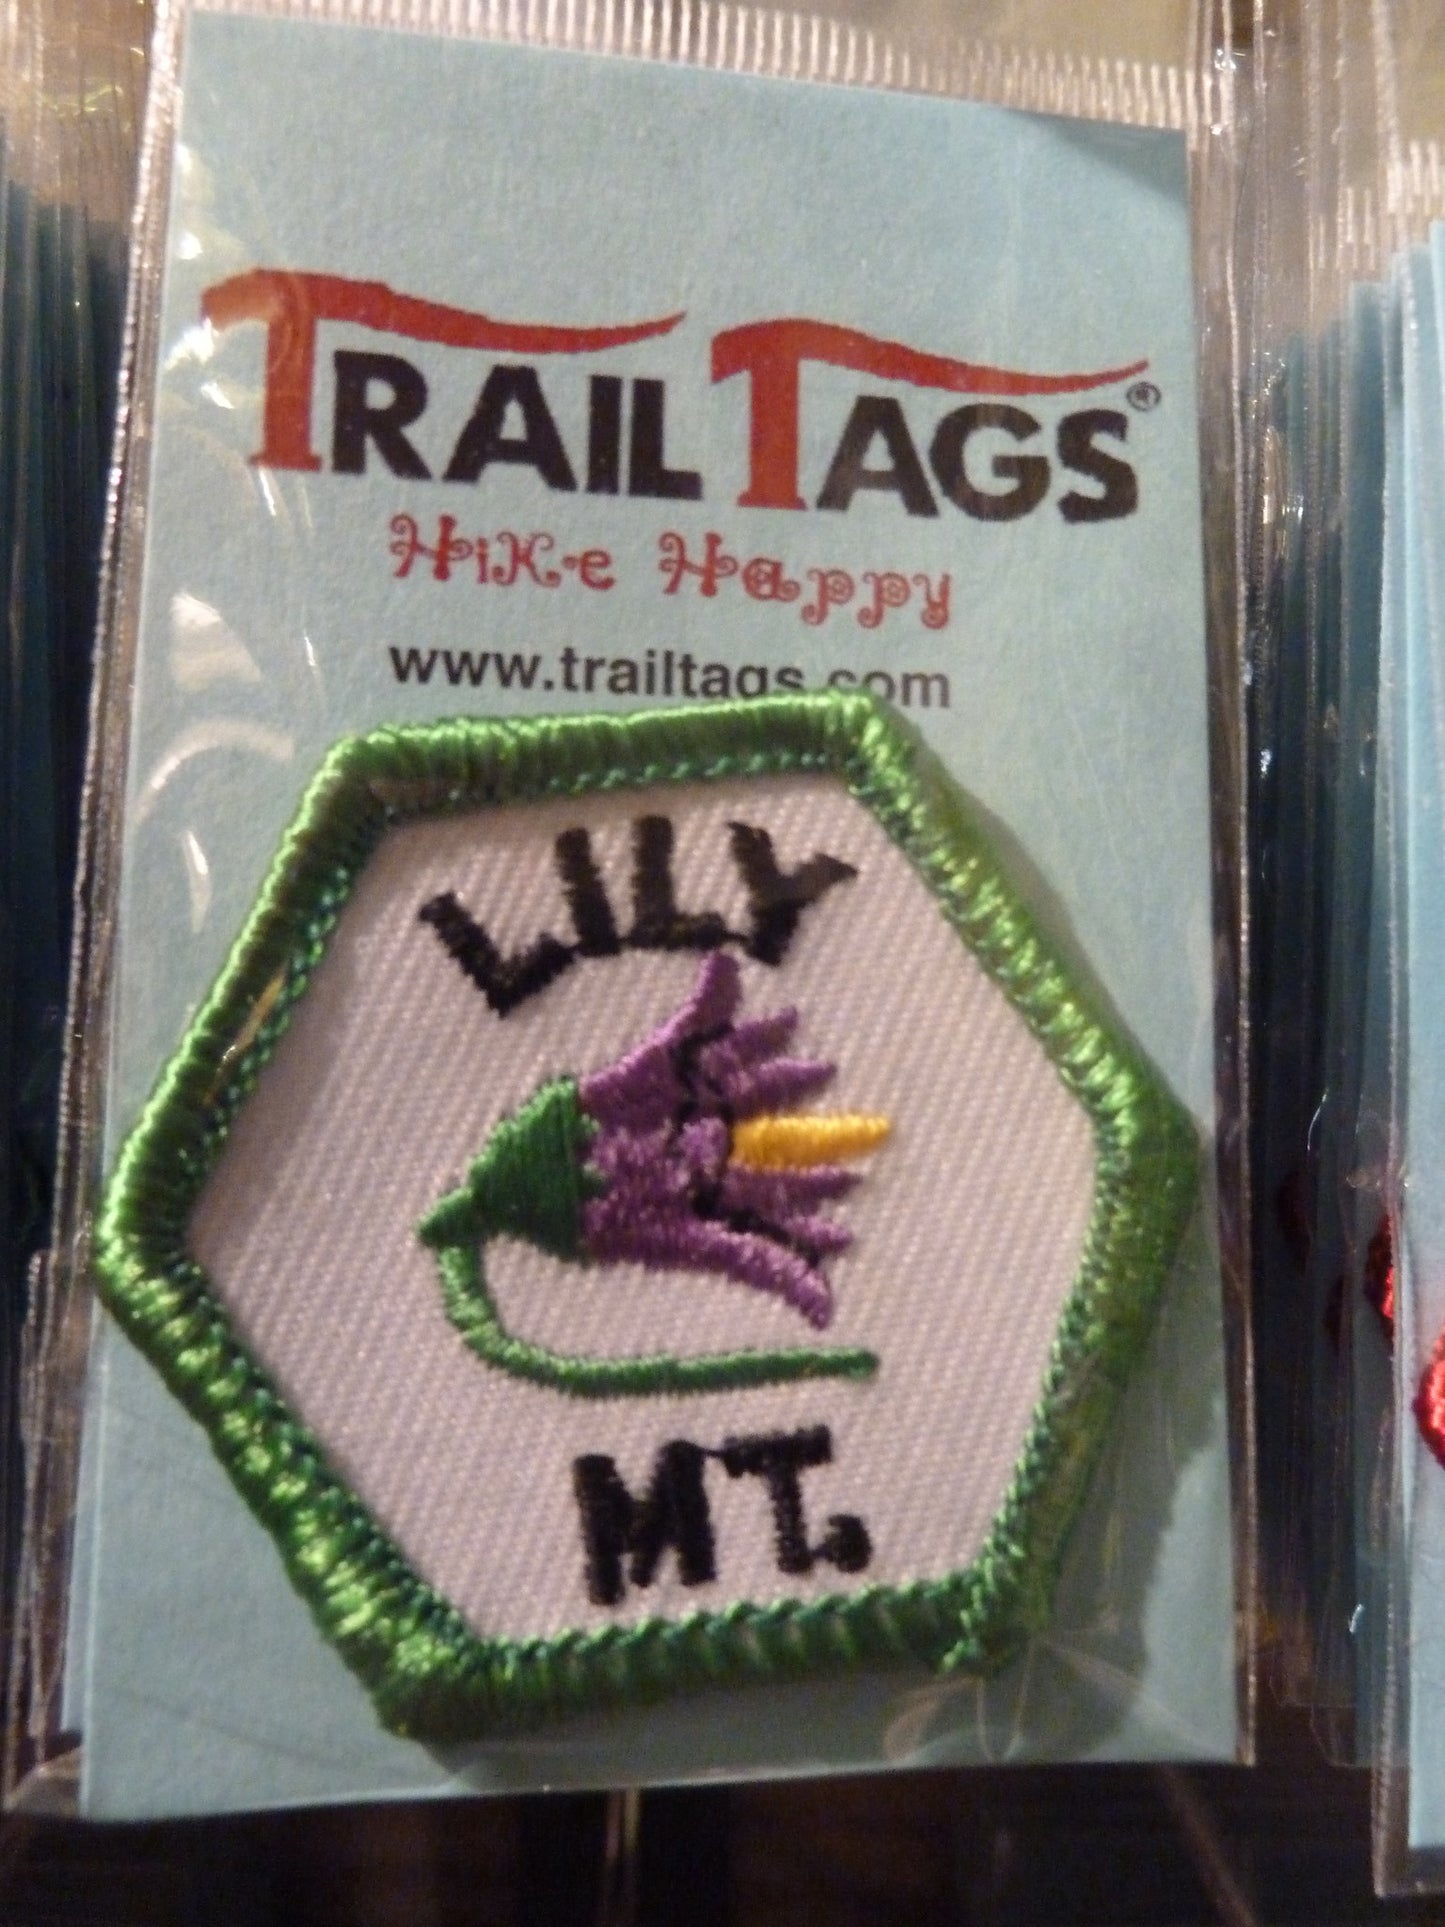 TRAIL TAGS®
HiKe Happy
www.trailtags.com
LILY
MT.